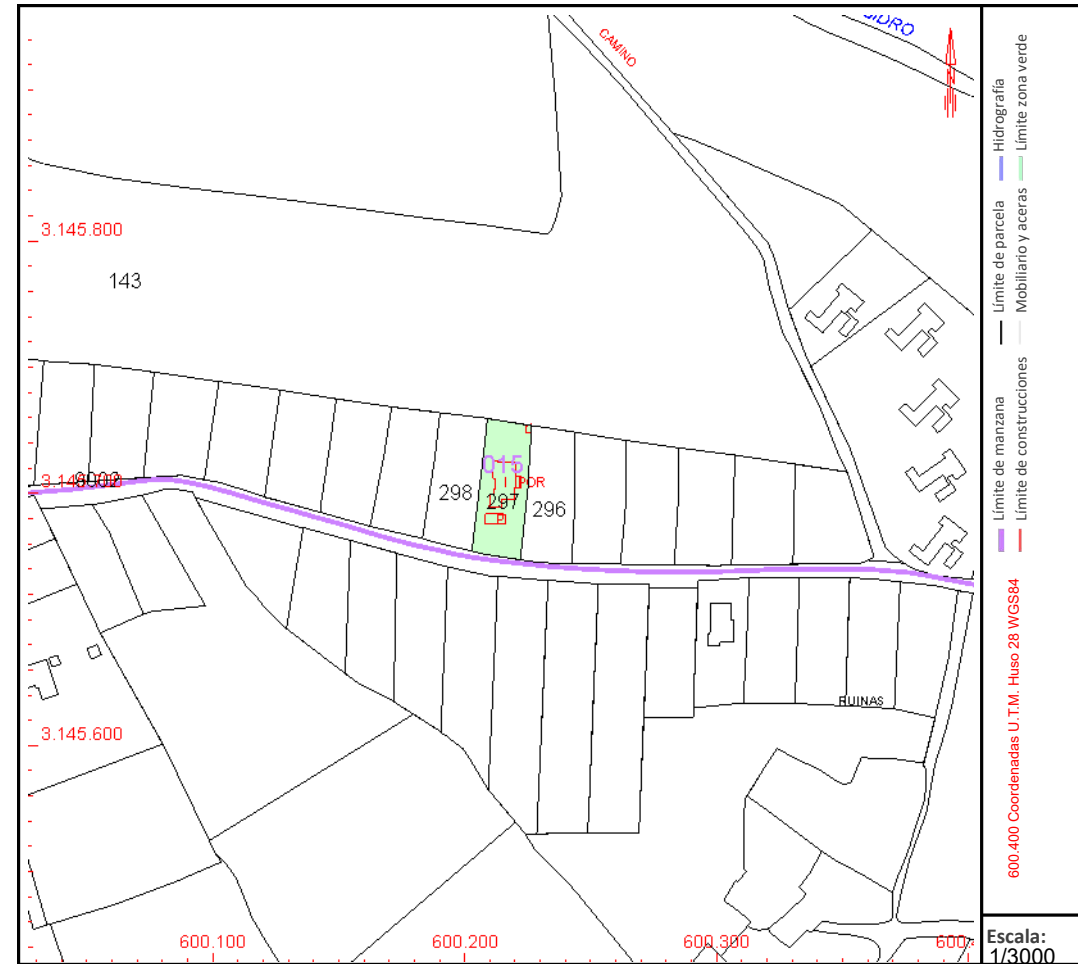 CAMINO
3.145.800
143
015
I
POR
298
297
296
P
RUINAS
3.145.600
600.100
600.200
600.300
Límite de manzana
Límite de parcela
Hidrografía
Límite de construcciones
Mobiliario y aceras
Límite zona verde
600.400 Coordenadas U.T.M. Huso 28 WGS84
Escala:
1/3000